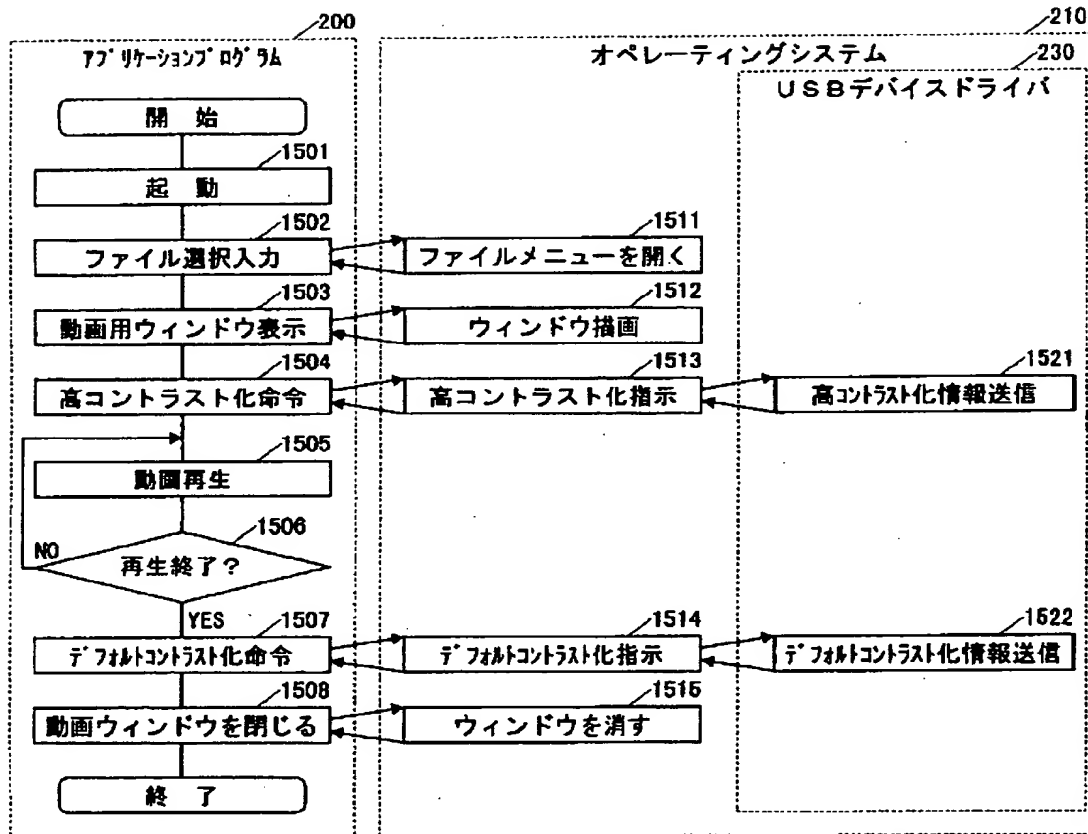 200
210
アプリケーションプログラム
オペレーティングシステム
230
USBデバイスドライバ
開 始
1501
起 動
1502
ファイル選択入力
1511
ファイルメニューを開く
1503
動画用ウィンドウ表示
1512
ウィンドウ描画
1504
高コントラスト化命令
1513
高コントラスト化指示
1521
高コントラスト化情報送信
1505
動画再生
1506
再生終了?
NO
YES
1507
デフォルトコントラスト化命令
1514
デフォルトコントラスト化指示
1522
デフォルトコントラスト化情報送信
1508
動画ウィンドウを閉じる
1515
ウィンドウを消す
終 了